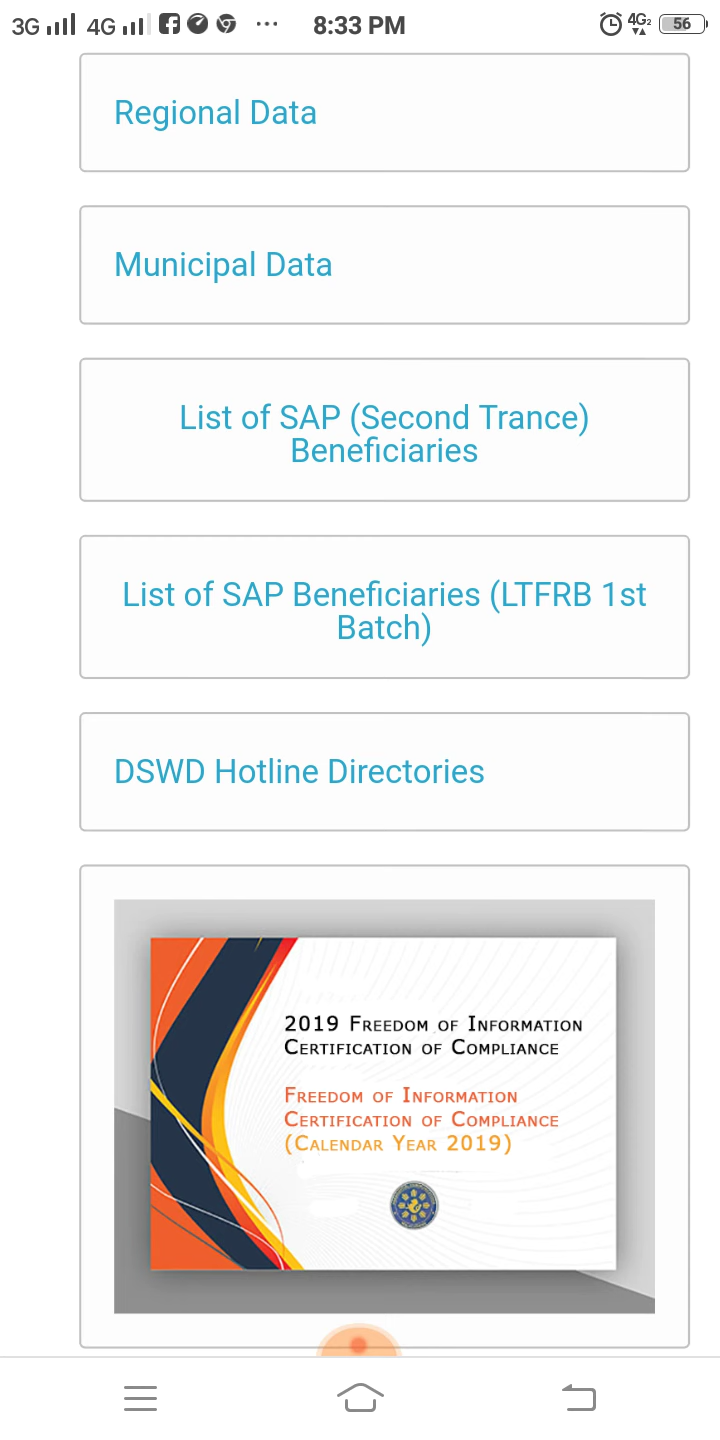 3G 4G ... 8:33 PM 4G2 56
Regional Data
Municipal Data
List of SAP (Second Trance)
Beneficiaries
List of SAP Beneficiaries (LTFRB 1st
Batch)
DSWD Hotline Directories
2019 FREEDOM OF INFORMATION
CERTIFICATION OF COMPLIANCE
FREEDOM OF INFORMATION
CERTIFICATION OF COMPLIANCE
(CALENDAR YEAR 2019)